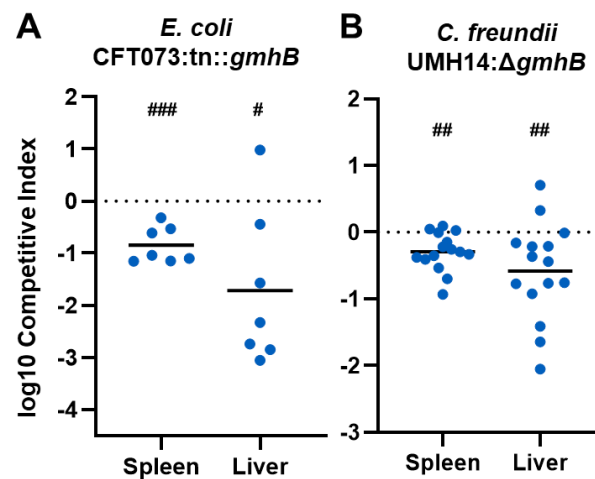 A
E. coli
CFT073:tn::gmhB
B
C. freundii
UMH14:ΔgmhB
log10 Competitive Index
2
1
0
-1
-2
-3
-4
###
#
Spleen
Liver
2
1
0
-1
-2
-3
##
##
Spleen
Liver